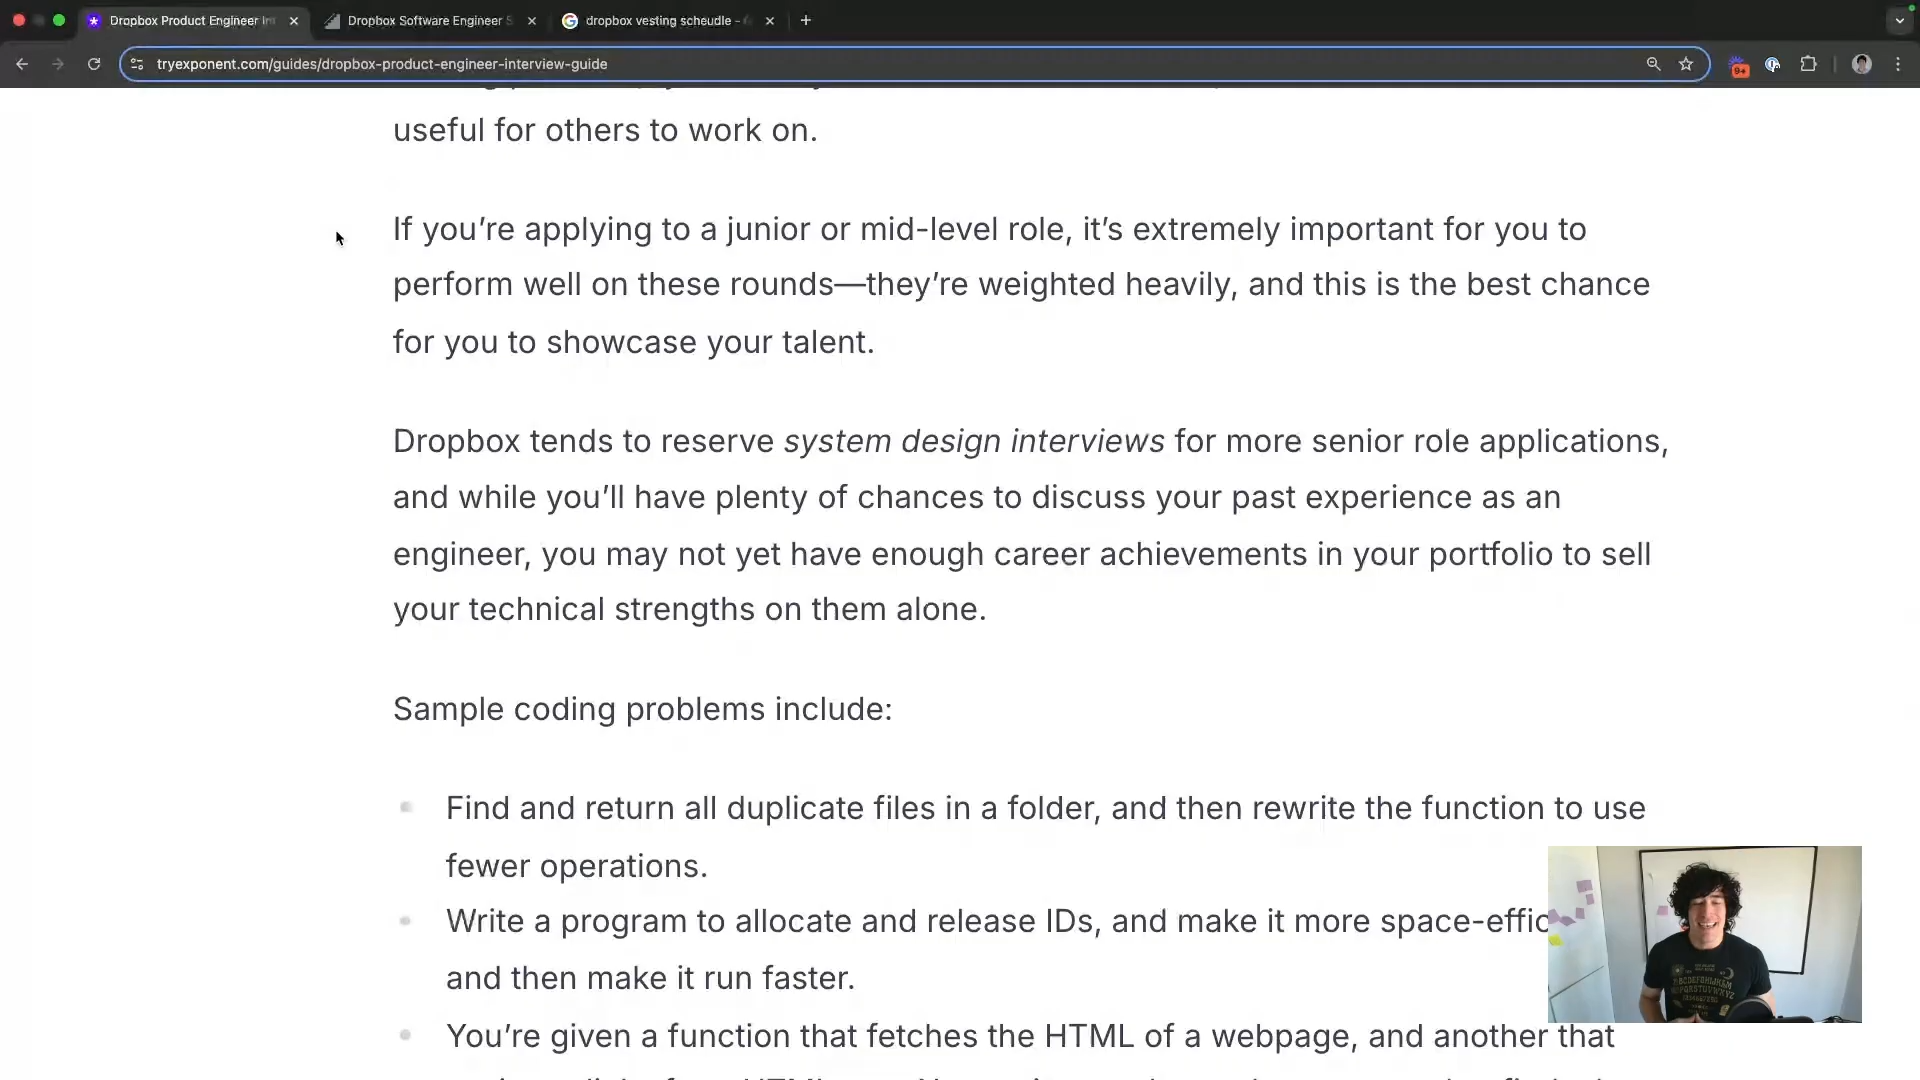 Dropbox Product Engineer In
Dropbox Software Engineer S
dropbox vesting scheudle -
tryexponent.com/guides/dropbox-product-engineer-interview-guide
9+
useful for others to work on.
If you’re applying to a junior or mid-level role, it’s extremely important for you to
perform well on these rounds—they’re weighted heavily, and this is the best chance
for you to showcase your talent.
Dropbox tends to reserve system design interviews for more senior role applications,
and while you’ll have plenty of chances to discuss your past experience as an
engineer, you may not yet have enough career achievements in your portfolio to sell
your technical strengths on them alone.
Sample coding problems include:
Find and return all duplicate files in a folder, and then rewrite the function to use
fewer operations.
Write a program to allocate and release IDs, and make it more space-effic
and then make it run faster.
You’re given a function that fetches the HTML of a webpage, and another that